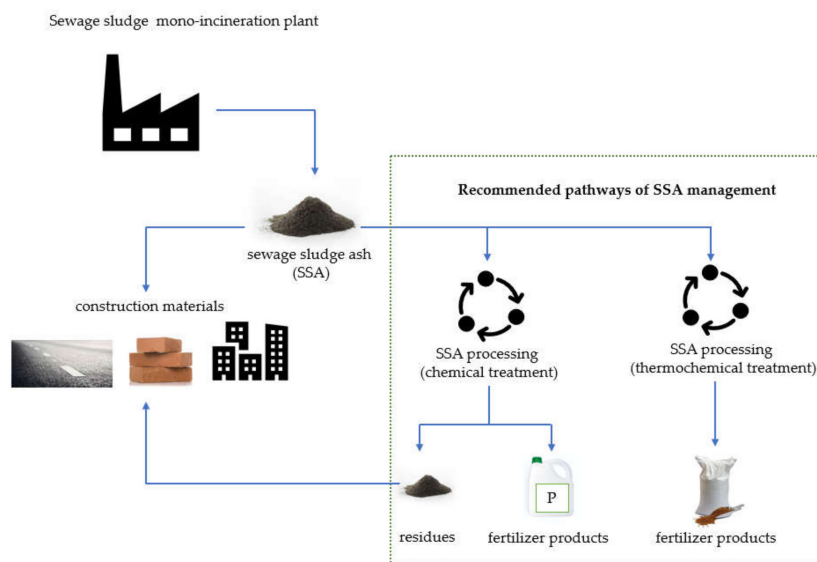 Sewage sludge mono-incineration plant
Recommended pathways of SSA management
sewage sludge ash
(SSA)
construction materials
SSA processing
(chemical treatment)
SSA processing
(thermochemical treatment)
P
residues
fertilizer products
fertilizer products